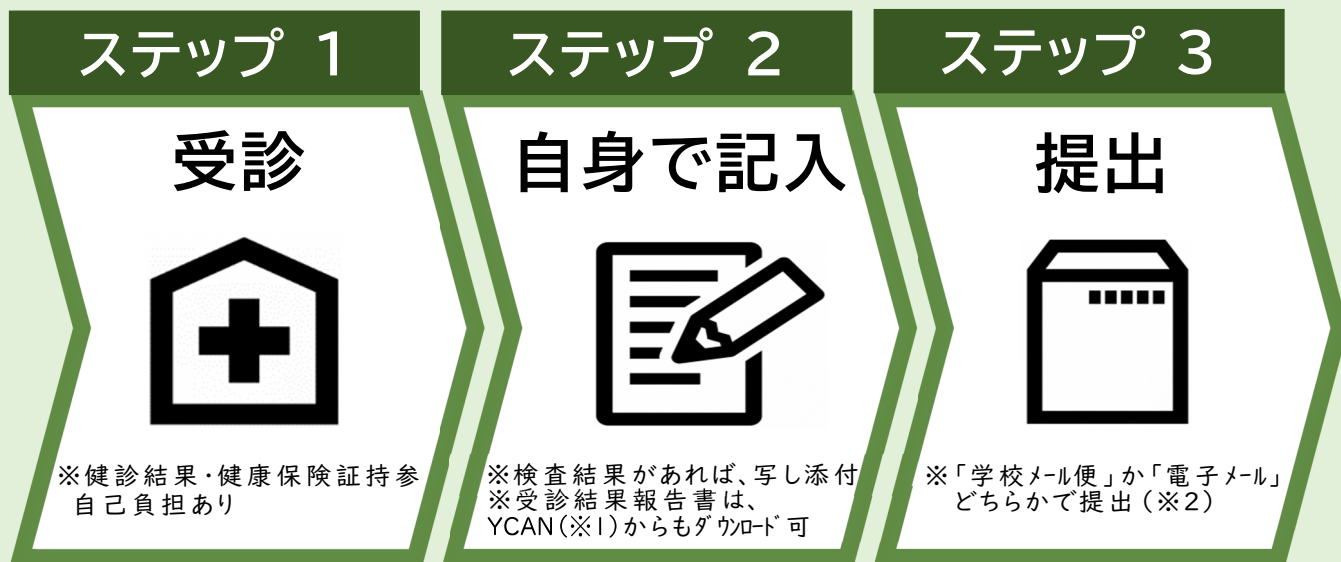 ステップ 1
受診
※健診結果・健康保険証持参
自己負担あり
ステップ 2
自身で記入
※検査結果があれば、写し添付
※受診結果報告書は、
YCAN(※1)からもダウンロード可
ステップ 3
提出
※「学校メール便」か「電子メール」
どちらかで提出(※2)